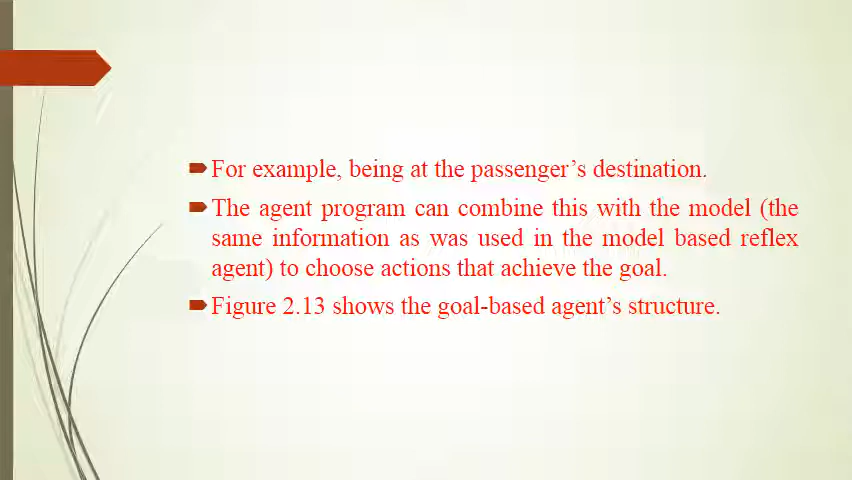 For example, being at the passenger’s destination.
The agent program can combine this with the model (the
same information as was used in the model based reflex
agent) to choose actions that achieve the goal.
Figure 2.13 shows the goal-based agent’s structure.